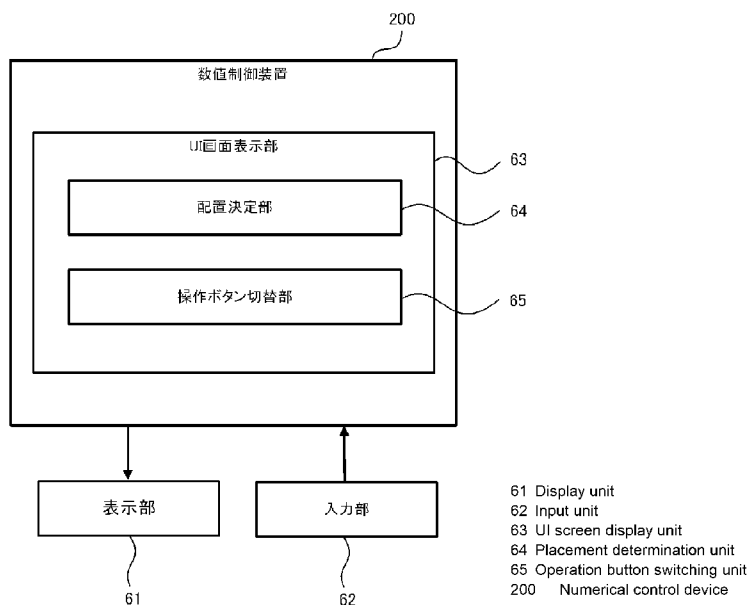 200
数値制御装置
UI画面表示部
63
配置決定部
64
操作ボタン切替部
65
表示部
入力部
61
62
61 Display unit
62 Input unit
63 UI screen display unit
64 Placement determination unit
65 Operation button switching unit
200 Numerical control device